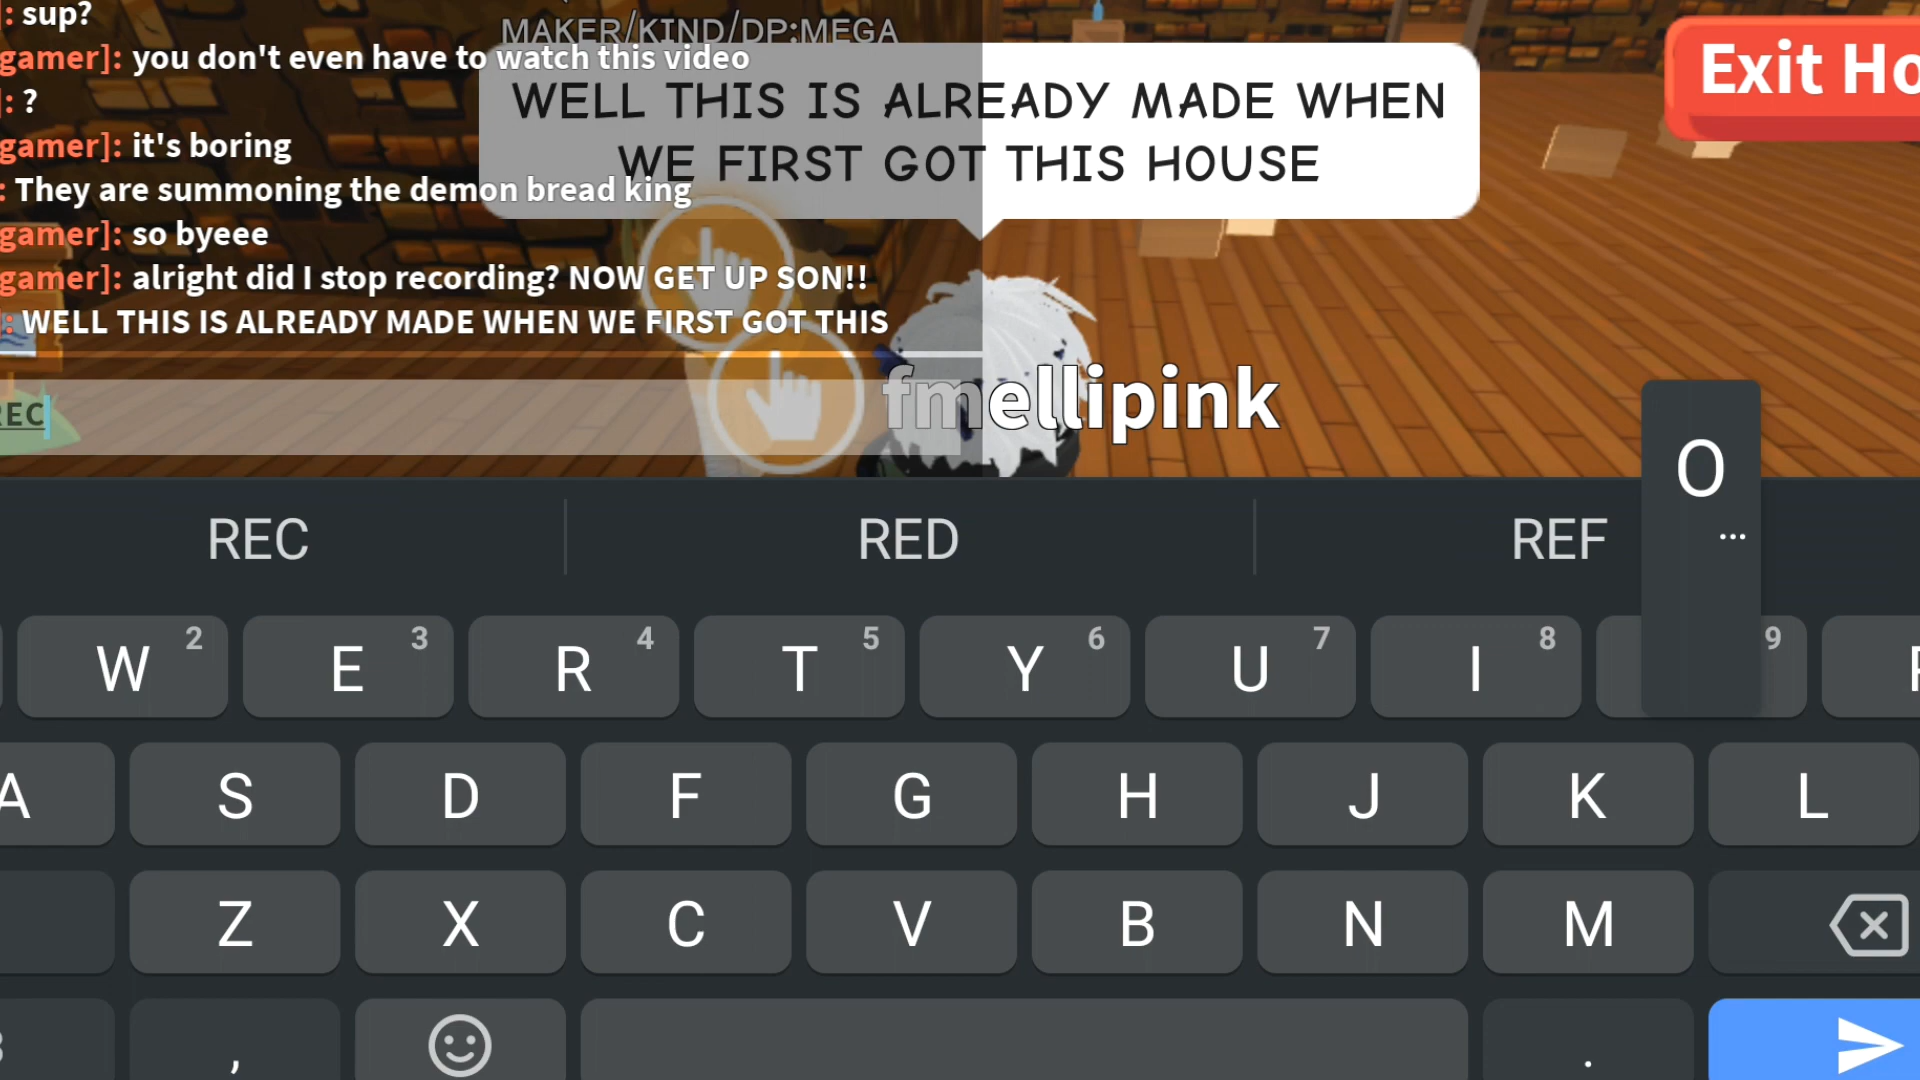 : sup?
MAKER/KIND/DP:MEGA
gamer]: you don't even have to watch this video
: ?
gamer]: it's boring
: They are summoning the demon bread king
gamer]: so byeee
gamer]: alright did I stop recording? NOW GET UP SON!!
]: WELL THIS IS ALREADY MADE WHEN WE FIRST GOT THIS
WELL THIS IS ALREADY MADE WHEN
WE FIRST GOT THIS HOUSE
Exit Ho
fmellipink
REC
REC RED REF
O
...
W 2 E 3 R 4 T 5 Y 6 U 7 I 8 9
A S D F G H J K L
Z X C V B N M
, .